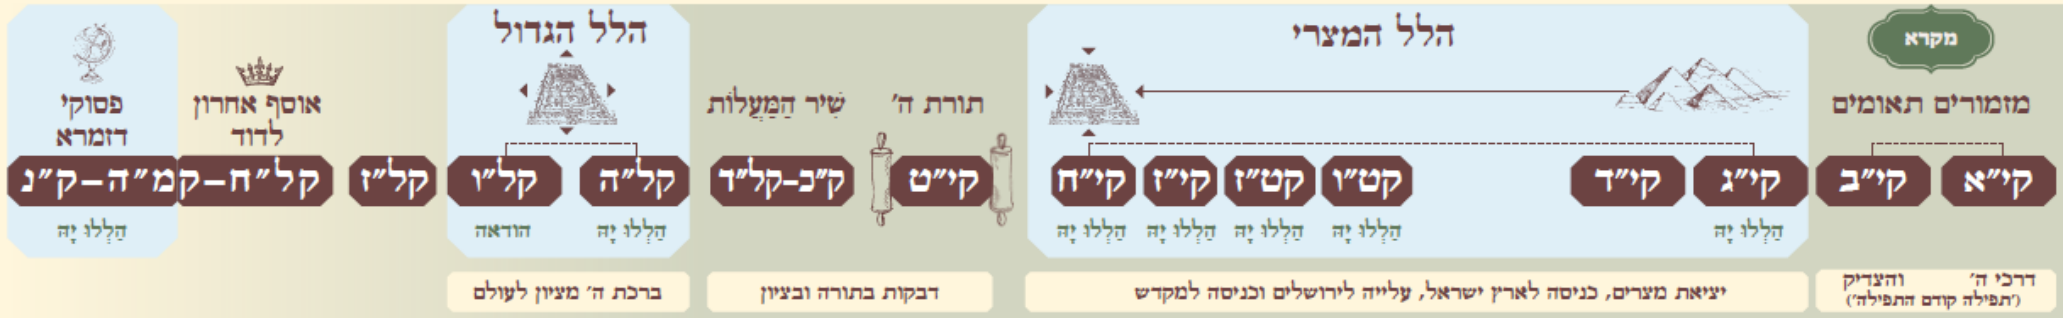 מקרא
מזמורים תאומים
קי״א
קי״ב
דרכי ה׳ והצדיק
(׳תפילה קודם התפילה׳)
הלל המצרי
קי״ג
קי״ד
קט״ו
קט״ז
קי״ז
קי״ח
הַלְלוּ יָהּ
הַלְלוּ יָהּ
הַלְלוּ יָהּ
הַלְלוּ יָהּ
הַלְלוּ יָהּ
יציאת מצרים, כניסה לארץ ישראל, עלייה לירושלים וכניסה למקדש
תורת ה׳
קי״ט
שִׁיר הַמַּעֲלוֹת
ק״כ–קל״ד
דבקות בתורה ובציון
הלל הגדול
קל״ה
קל״ו
הַלְלוּ יָהּ
הודאה
ברכת ה׳ מציון לעולם
קל״ז
אוסף אחרון
לדוד
קל״ח–ק
פסוקי
דזמרא
מ״ה–ק״נ
הַלְלוּ יָהּ